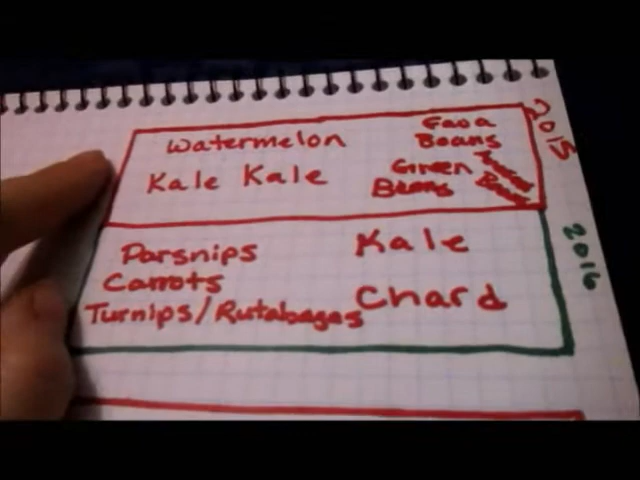 Watermelon
Kale Kale
Fava
Beans
Green
Beans
2015
Parsnips
Carrots
Turnips/Rutabagas
Kale
Chard
2016